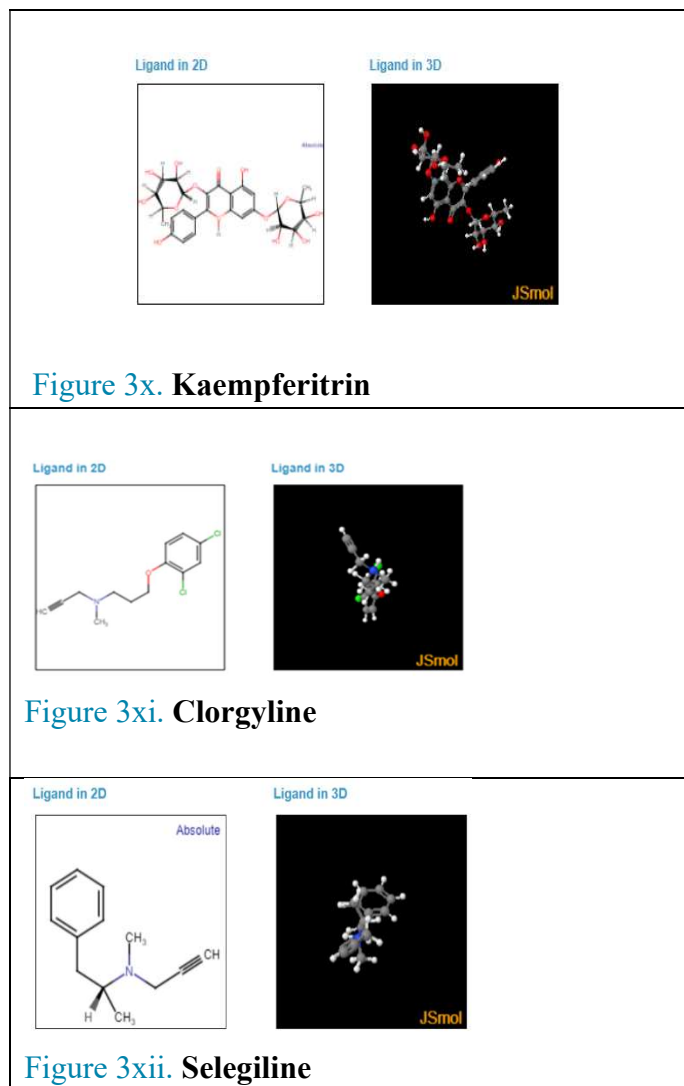 Ligand in 2D Ligand in 3D
Absolute
JSmol
Figure 3x. Kaempferitrin
Ligand in 2D Ligand in 3D
Cl
O
Cl
HC
N
CH₃
JSmol
Figure 3xi. Clorgyline
Ligand in 2D Ligand in 3D
Absolute
CH₃
CH
N
H
CH₃
JSmol
Figure 3xii. Selegiline